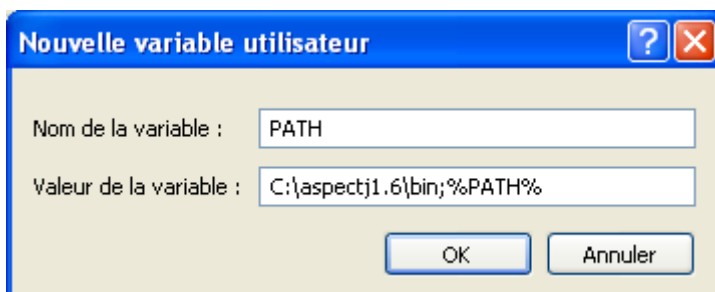 Nouvelle variable utilisateur
Nom de la variable : PATH
Valeur de la variable : C:\aspectj1.6\bin;%PATH%
OK Annuler